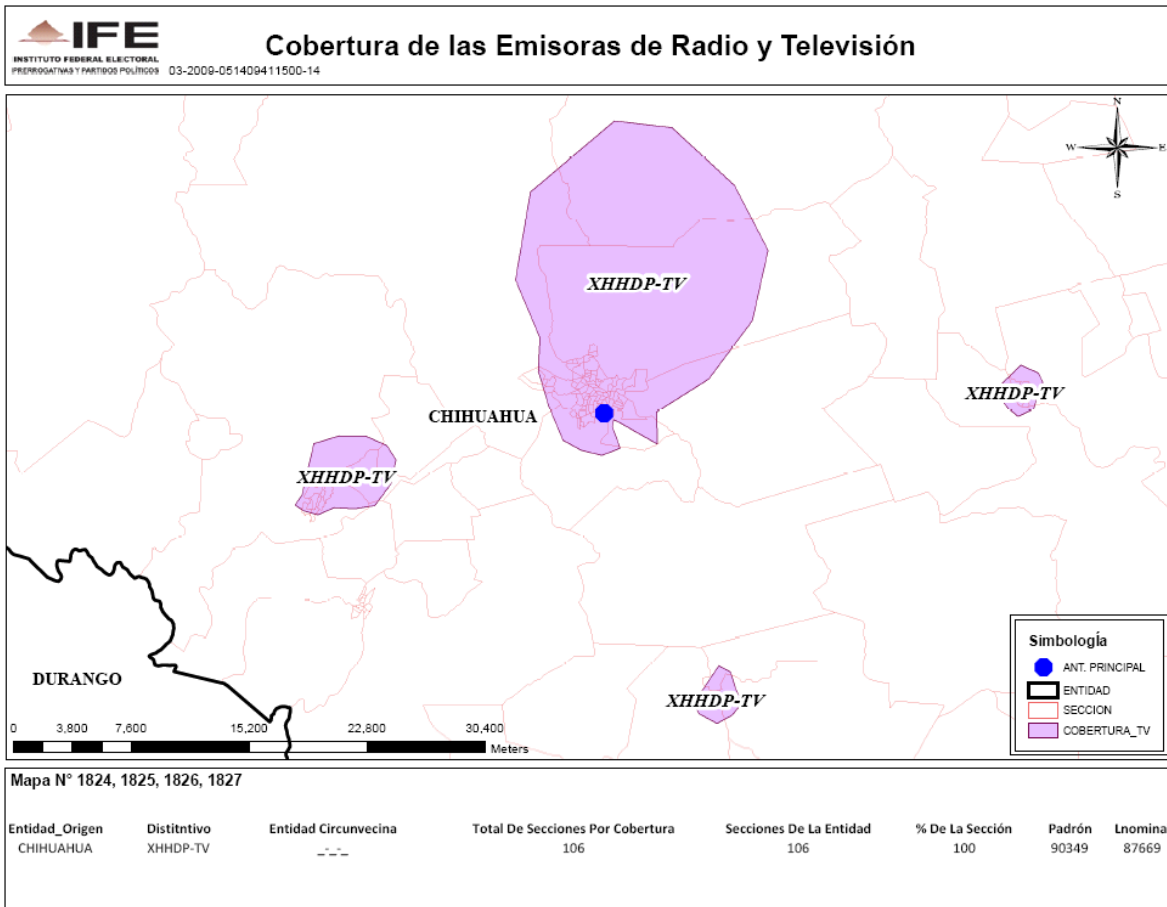 IFE
INSTITUTO FEDERAL ELECTORAL
PRERROGATIVAS Y PARTIDOS POLÍTICOS
03-2009-051409411500-14
Cobertura de las Emisoras de Radio y Televisión
N
W E
S
XHHDP-TV
XHHDP-TV
CHIHUAHUA
XHHDP-TV
XHHDP-TV
DURANGO
0 3,800 7,600 15,200 22,800 30,400
Meters
Simbología
ANT. PRINCIPAL
ENTIDAD
SECCION
COBERTURA_TV
Mapa N° 1824, 1825, 1826, 1827
Entidad_Origen Distitntivo Entidad Circunvecina Total De Secciones Por Cobertura Secciones De La Entidad % De La Sección Padrón Lnominal
CHIHUAHUA XHHDP-TV _-_-_ 106 106 100 90349 87669